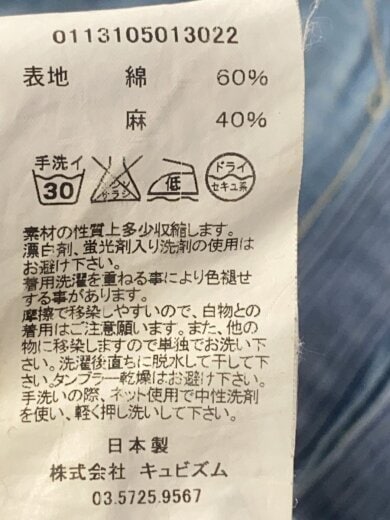 0113105013022
表地 綿 60%
麻 40%
手洗イ
30 サラシ 低 ドライ
セキユ系
素材の性質上多少収縮します。
漂白剤、蛍光剤入り洗剤の使用は
お避け下さい。
着用洗濯を重ねる事により色褪せ
する事があります。
摩擦で移染しやすいので、白物との
着用はご注意願います。また、他の
物に移染しますので単独でお洗い下
さい。洗濯後直ちに脱水して干して下
さい。タンブラー乾燥はお避け下さい。
手洗いの際、ネット使用で中性洗剤
を使い、軽く押し洗いして下さい。
日本製
株式会社 キュビズム
03.5725.9567